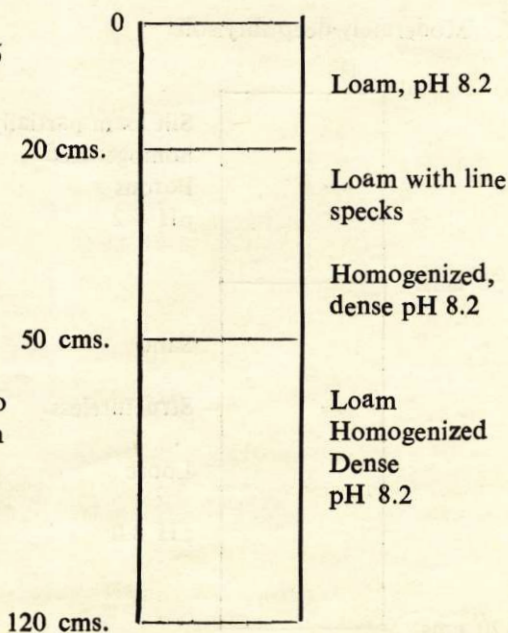 0
Loam, pH 8.2
20 cms.
Loam with line
specks
Homogenized,
dense pH 8.2
50 cms.
Loam
Homogenized
Dense
pH 8.2
120 cms.